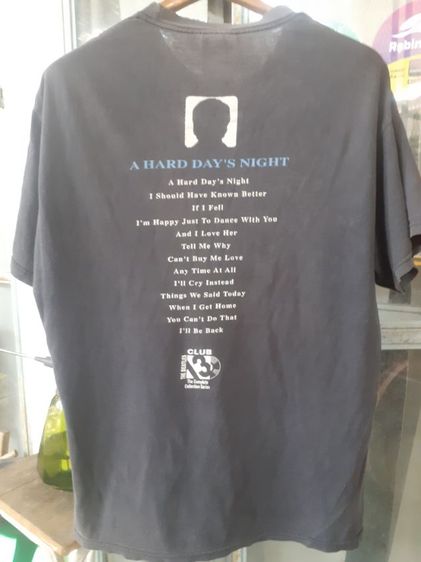 Robin
A HARD DAY'S NIGHT
A Hard Day's Night
I Should Have Known Better
If I Fell
I'm Happy Just To Dance With You
And I Love Her
Tell Me Why
Can't Buy Me Love
Any Time At All
I'll Cry Instead
Things We Said Today
When I Get Home
You Can't Do That
I'll Be Back
CLUB
THE BEATLES
13
The Complete
Collection Series